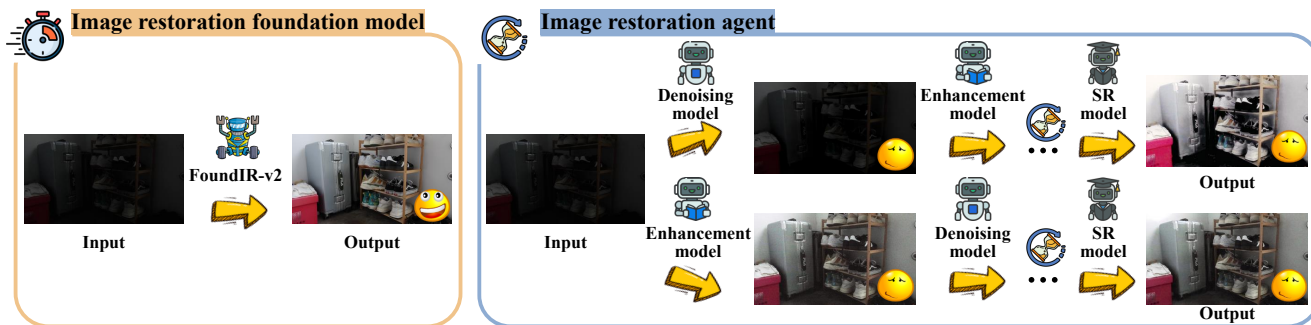 Image restoration foundation model
FoundIR-v2
Input
Output
Image restoration agent
Input
Denoising
model
Enhancement
model
...
SR
model
Output
Enhancement
model
Denoising
model
...
SR
model
Output